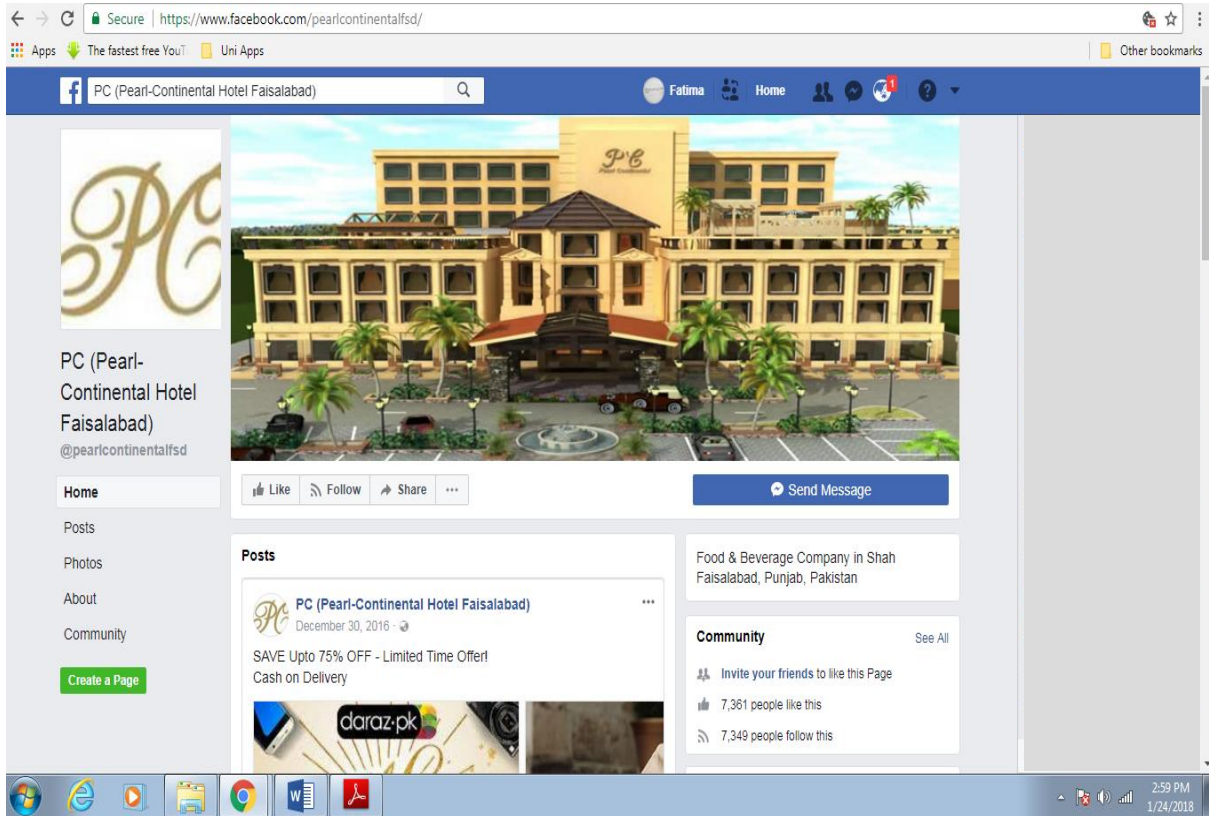 Secure | https://www.facebook.com/pearlcontinentalfsd/
Apps The fastest free YouT Uni Apps Other bookmarks
PC (Pearl-Continental Hotel Faisalabad) Fatima Home 1
PC
Pearl Continental
PC
PC (Pearl-
Continental Hotel
Faisalabad)
@pearlcontinentalfsd
Home
Posts
Photos
About
Community
Create a Page
Like Follow Share ...
Send Message
Posts
PC (Pearl-Continental Hotel Faisalabad)
December 30, 2016 ·
SAVE Upto 75% OFF - Limited Time Offer!
Cash on Delivery
daraz.pk
Food & Beverage Company in Shah
Faisalabad, Punjab, Pakistan
Community See All
Invite your friends to like this Page
7,361 people like this
7,349 people follow this
2:59 PM
1/24/2018